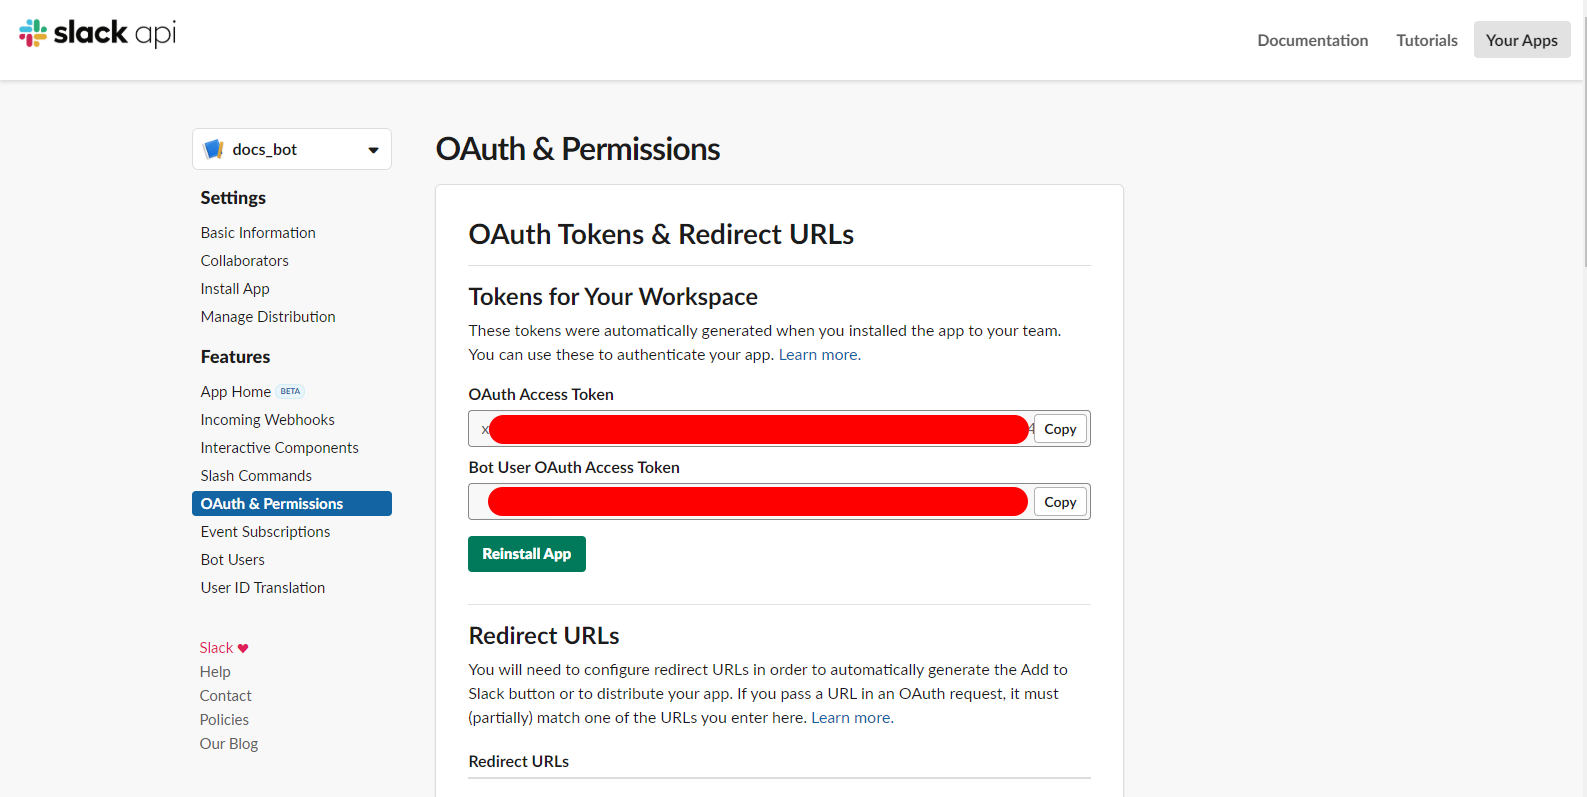 slack api
Documentation
Tutorials
Your Apps
docs_bot
Settings
Basic Information
Collaborators
Install App
Manage Distribution
Features
App Home BETA
Incoming Webhooks
Interactive Components
Slash Commands
OAuth & Permissions
Event Subscriptions
Bot Users
User ID Translation
Slack ♥
Help
Contact
Policies
Our Blog
OAuth & Permissions
OAuth Tokens & Redirect URLs
Tokens for Your Workspace
These tokens were automatically generated when you installed the app to your team.
You can use these to authenticate your app. Learn more.
OAuth Access Token
x
Copy
Bot User OAuth Access Token
Copy
Reinstall App
Redirect URLs
You will need to configure redirect URLs in order to automatically generate the Add to
Slack button or to distribute your app. If you pass a URL in an OAuth request, it must
(partially) match one of the URLs you enter here. Learn more.
Redirect URLs